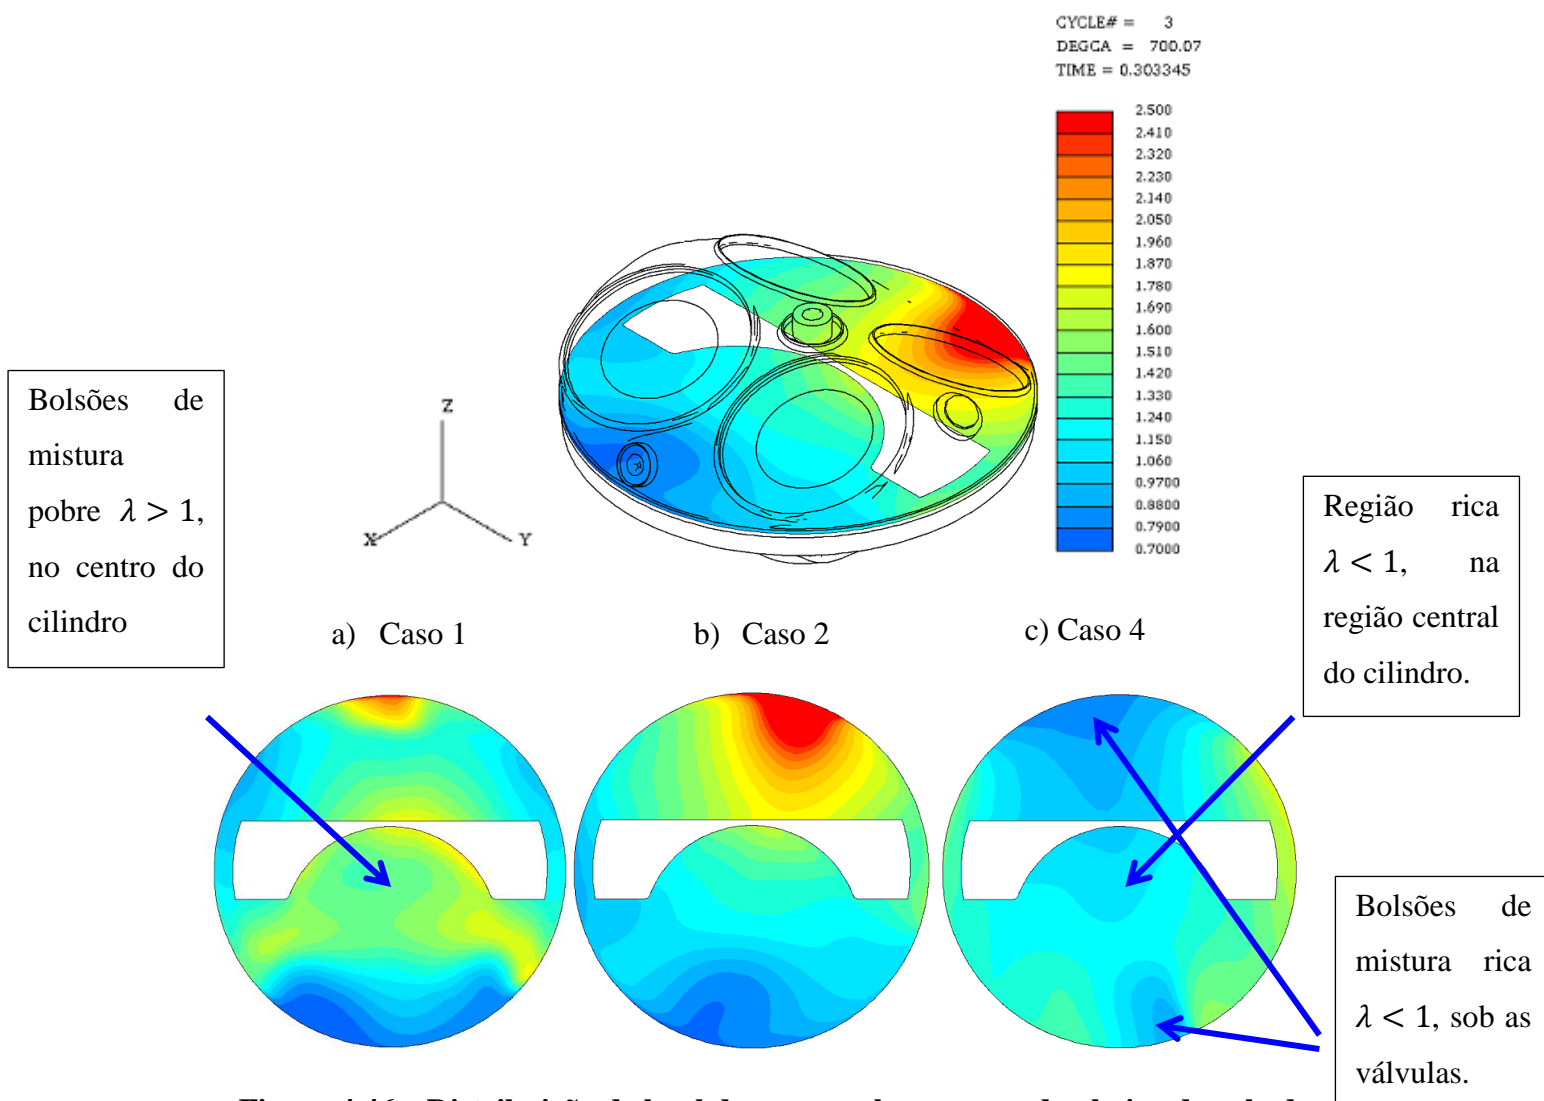 CYCLE# = 3
DEGCA = 700.07
TIME = 0.303345
2.500
2.410
2.320
2.230
2.140
2.050
1.960
1.870
1.780
1.690
1.600
1.510
1.420
1.330
1.240
1.150
1.060
0.9700
0.8800
0.7900
0.7000
Z
X
Y
Bolsões de
mistura
pobre λ > 1,
no centro do
cilindro
Região rica
λ < 1, na
região central
do cilindro.
a) Caso 1
b) Caso 2
c) Caso 4
Bolsões de
mistura rica
λ < 1, sob as
válvulas.